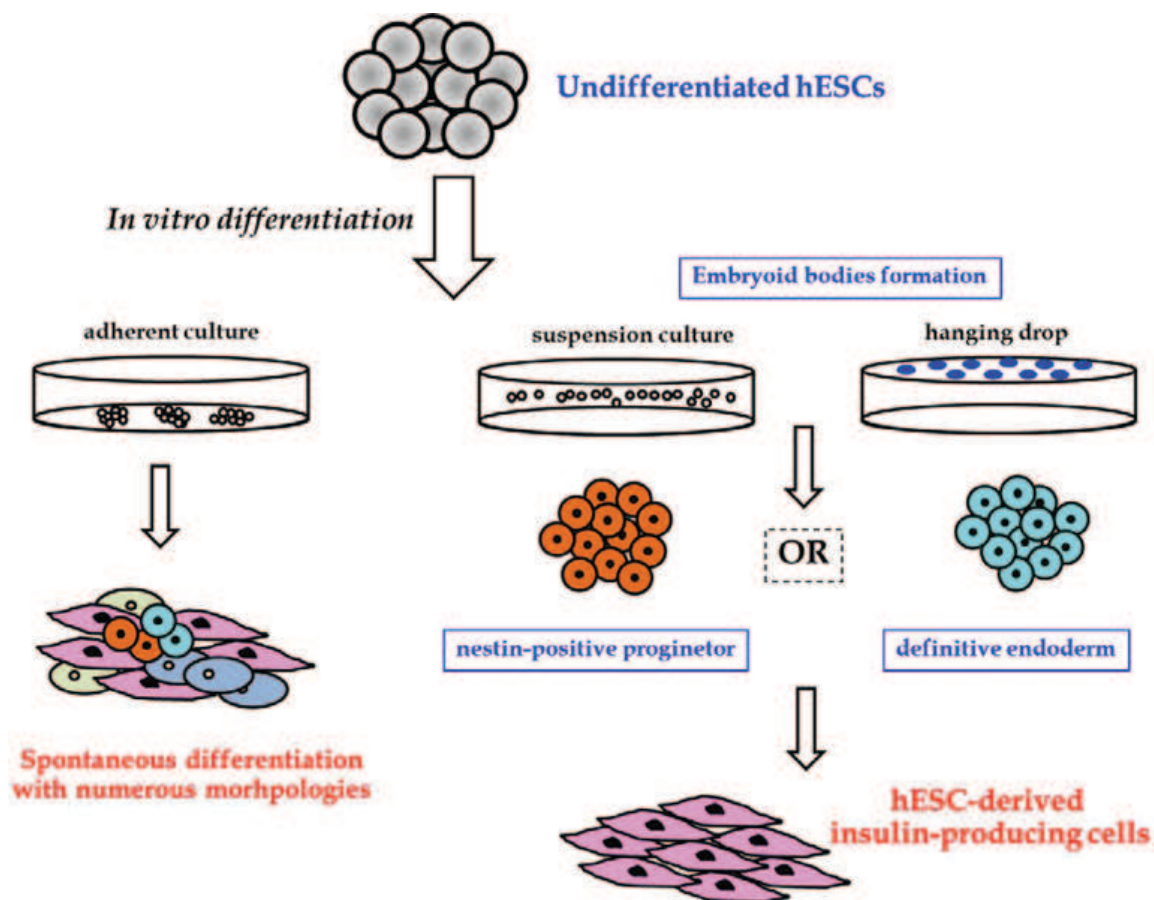 Undifferentiated hESCs
In vitro differentiation
Embryoid bodies formation
adherent culture
suspension culture
hanging drop
OR
nestin-positive proginetor
definitive endoderm
Spontaneous differentiation
with numerous morhpologies
hESC-derived
insulin-producing cells